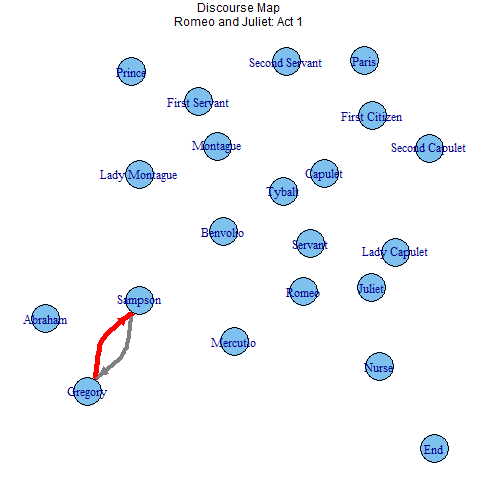 Discourse Map
Romeo and Juliet: Act 1
Second Servant
Paris
Prince
First Servant
First Citizen
Montague
Second Capulet
Lady Montague
Capulet
Tybalt
Benvolio
Servant
Lady Capulet
Juliet
Romeo
Sampson
Abraham
Mercutio
Nurse
Gregory
End